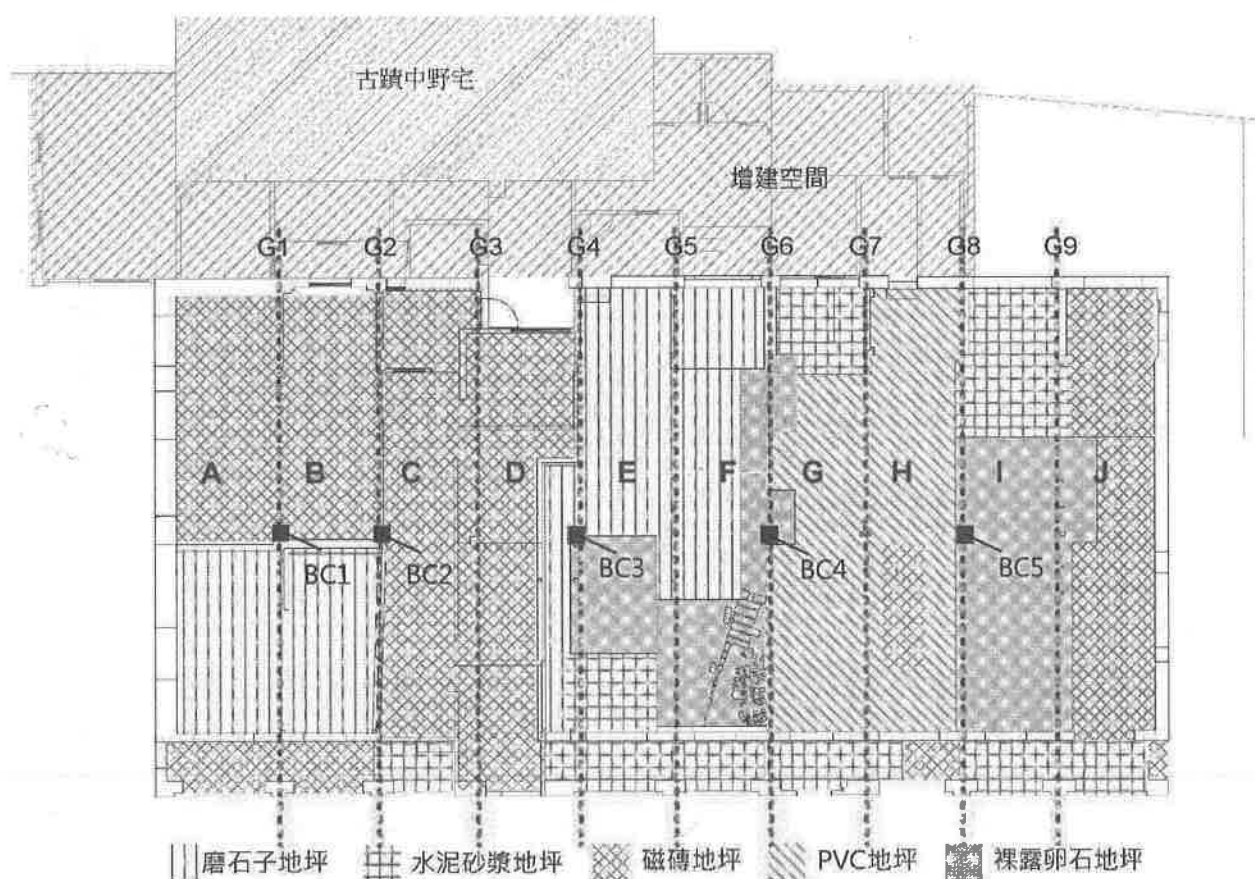 古蹟中野宅
增建空間
G1 G2 G3 G4 G5 G6 G7 G8 G9
A B C D E F G H I J
BC1 BC2 BC3 BC4 BC5
磨石子地坪 水泥砂漿地坪 磁磚地坪 PVC地坪 裸露卵石地坪